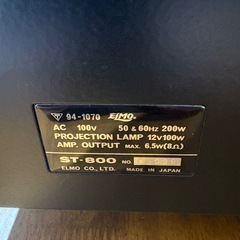 94-1070 ELMO
AC 100V 50 & 60Hz 200W
PROJECTION LAMP 12V100W
AMP. OUTPUT MAX. 6.5W(8Ω)
ST-800 NO.
ELMO CO., LTD. MADE IN JAPAN